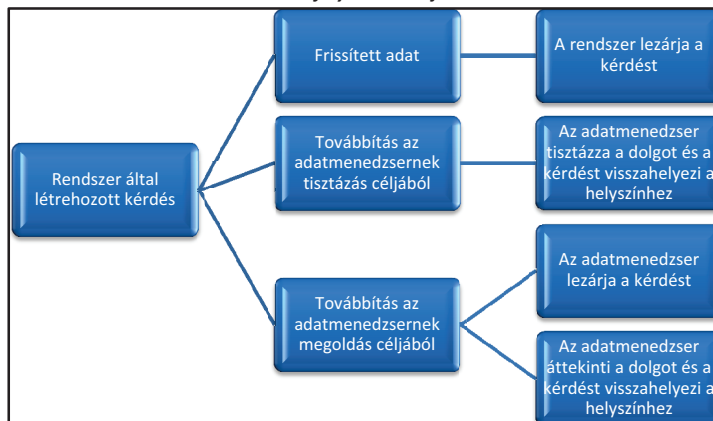 Rendszer által
létrehozott kérdés
Frissített adat
A rendszer lezárja a
kérdést
Továbbítás az
adatmenedzsernek
tisztázás céljából
Az adatmenedzser
tisztázza a dolgot és a
kérdést visszahelyezi a
helyszínhez
Továbbítás az
adatmenedzsernek
megoldás céljából
Az adatmenedzser
lezárja a kérdést
Az adatmenedzser
áttekinti a dolgot és a
kérdést visszahelyezi a
helyszínhez